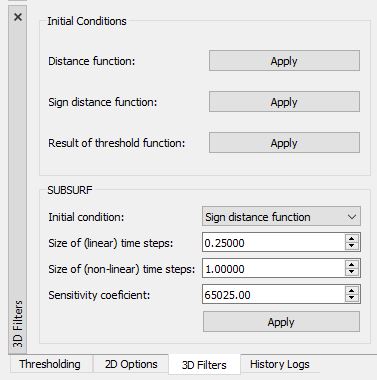 Initial Conditions
Distance function: Apply
Sign distance function: Apply
Result of threshold function: Apply
SUBSURF
Initial condition: Sign distance function
Size of (linear) time steps: 0.25000
Size of (non-linear) time steps: 1.00000
Sensitivity coeficient: 65025.00
Apply
3D Filters
Thresholding 2D Options 3D Filters History Logs